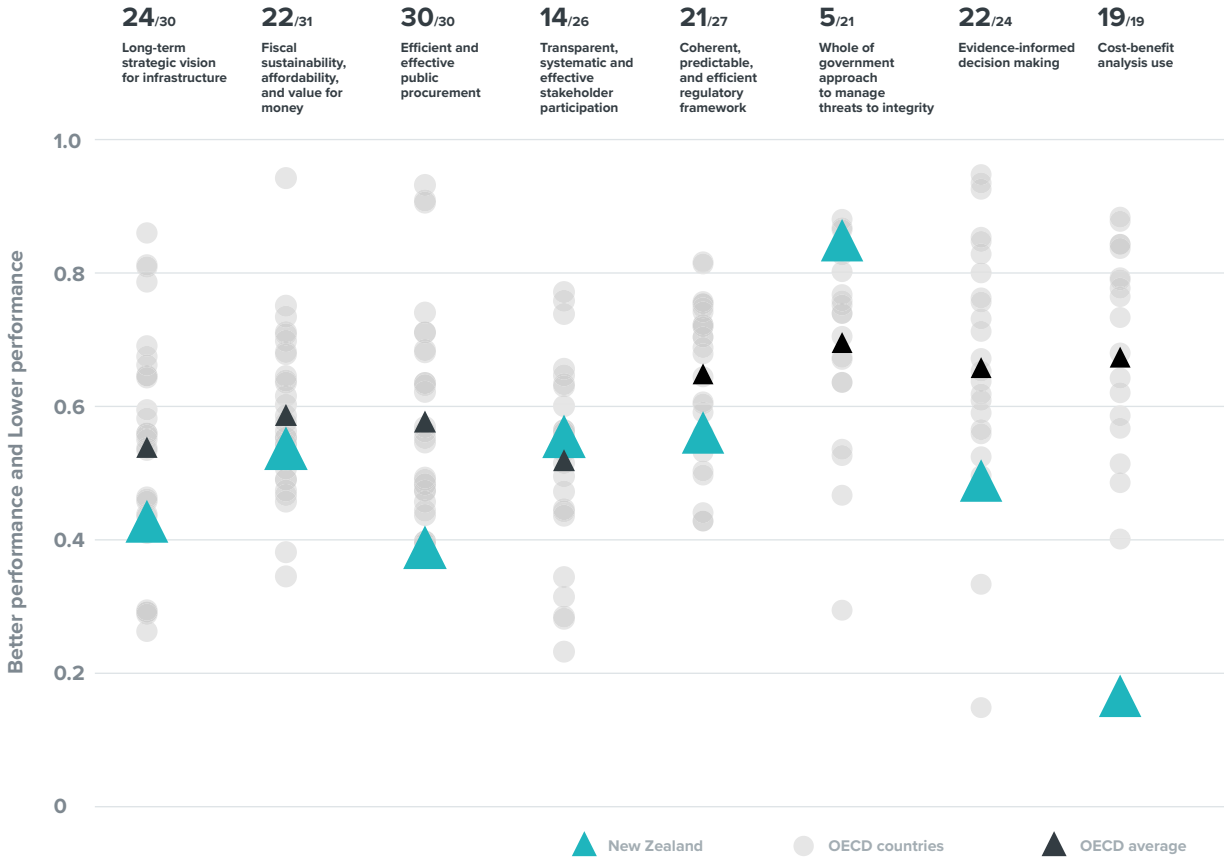 24/30
Long-term
strategic vision
for infrastructure
22/31
Fiscal
sustainability,
affordability,
and value for
money
30/30
Efficient and
effective
public
procurement
14/26
Transparent,
systematic and
effective
stakeholder
participation
21/27
Coherent,
predictable,
and efficient
regulatory
framework
5/21
Whole of
government
approach
to manage
threats to integrity
22/24
Evidence-informed
decision making
19/19
Cost-benefit
analysis use
Better performance and Lower performance
1.0
0.8
0.6
0.4
0.2
0
New Zealand
OECD countries
OECD average